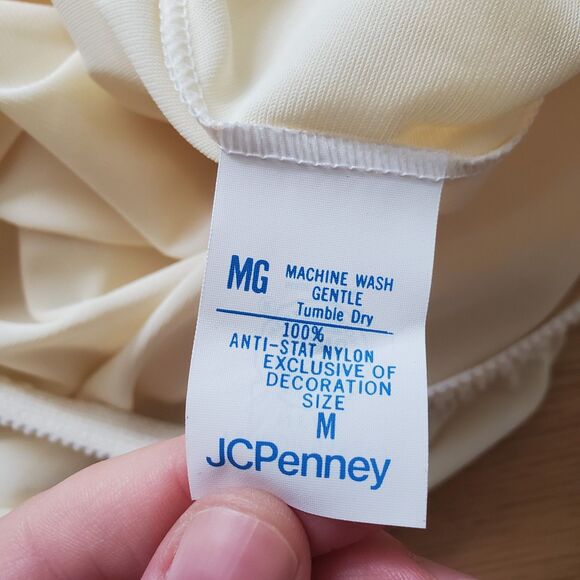 MG MACHINE WASH
GENTLE
Tumble Dry
100%
ANTI-STAT NYLON
EXCLUSIVE OF
DECORATION
SIZE
M
JCPenney